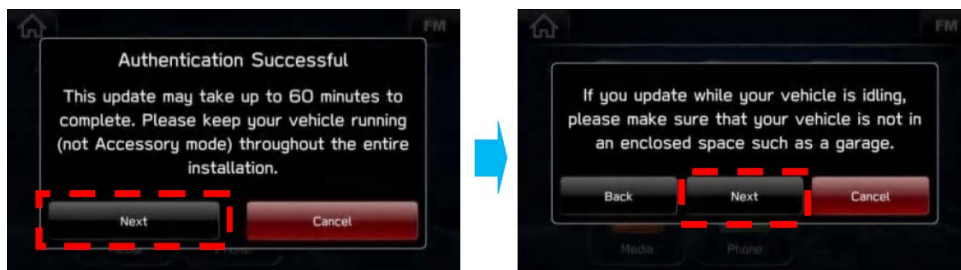 FM
Authentication Successful
This update may take up to 60 minutes to
complete. Please keep your vehicle running
(not Accessory mode) throughout the entire
installation.
Next
Cancel
Media
Phone
FM
If you update while your vehicle is idling,
please make sure that your vehicle is not in
an enclosed space such as a garage.
Back
Next
Cancel
Media
Phone